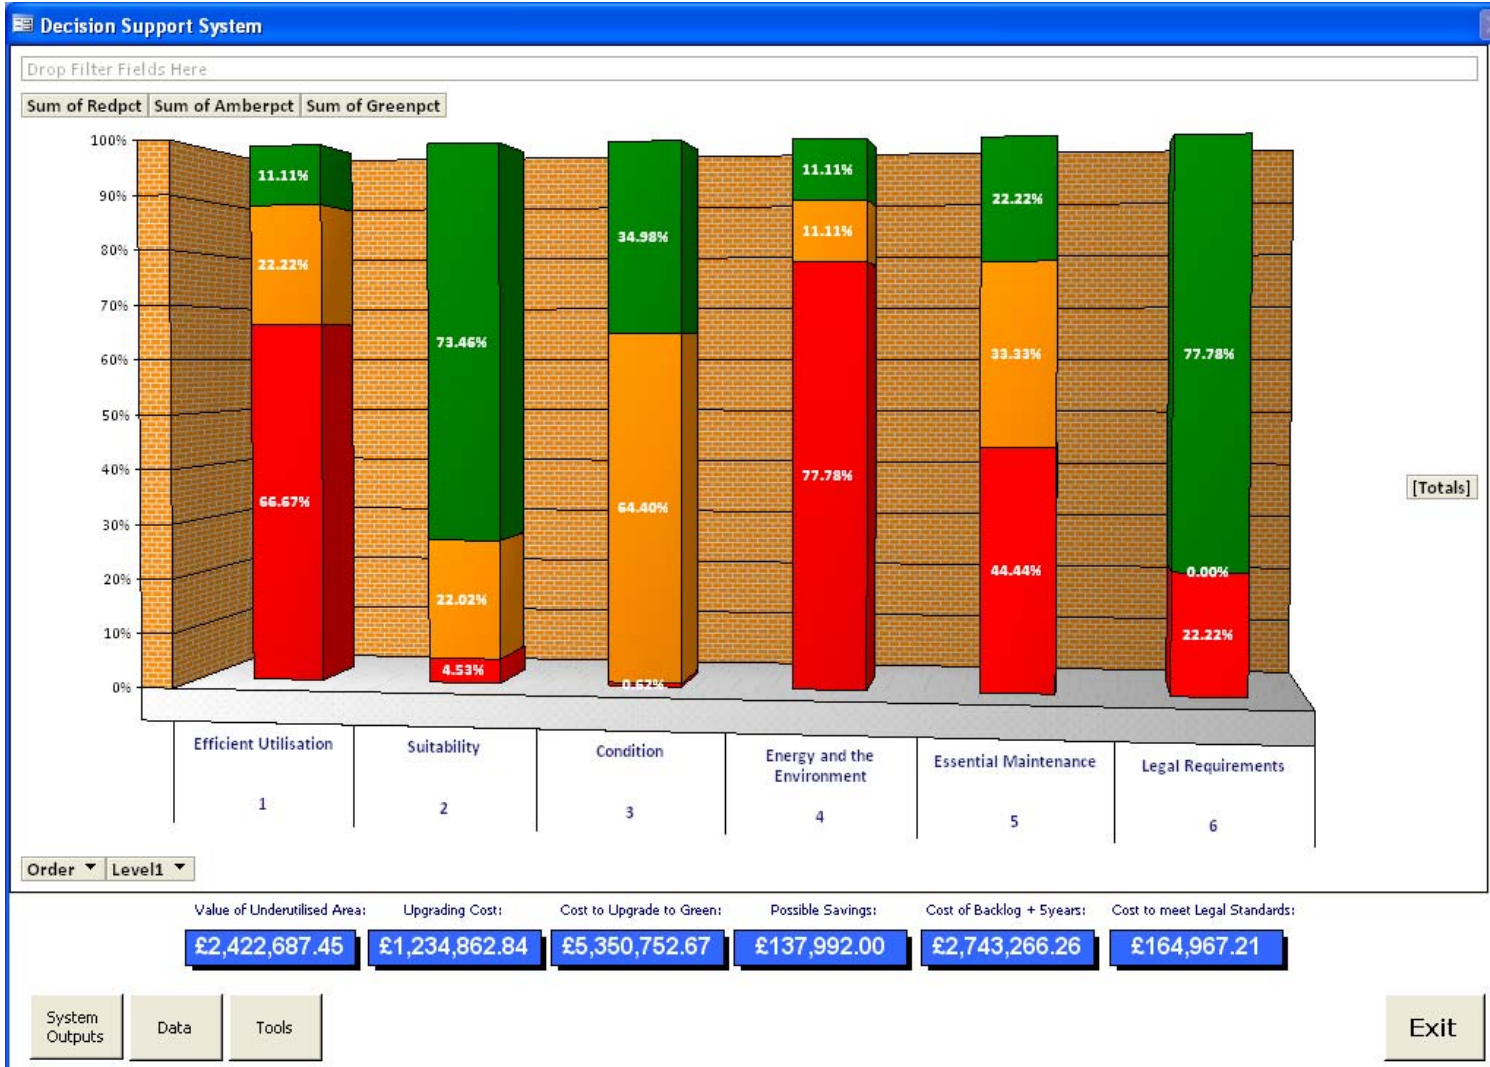 Decision Support System
Drop Filter Fields Here
Sum of Redpct Sum of Amberpct Sum of Greenpct
100%
90%
80%
70%
60%
50%
40%
30%
20%
10%
0%
11.11%
22.22%
66.67%
73.46%
22.02%
4.53%
34.98%
64.40%
0.62%
11.11%
11.11%
77.78%
22.22%
33.33%
44.44%
77.78%
0.00%
22.22%
[Totals]
Efficient Utilisation
1
Suitability
2
Condition
3
Energy and the
Environment
4
Essential Maintenance
5
Legal Requirements
6
Order Level1
Value of Underutilised Area: Upgrading Cost: Cost to Upgrade to Green: Possible Savings: Cost of Backlog + 5years: Cost to meet Legal Standards:
£2,422,687.45 £1,234,862.84 £5,350,752.67 £137,992.00 £2,743,266.26 £164,967.21
System
Outputs
Data
Tools
Exit